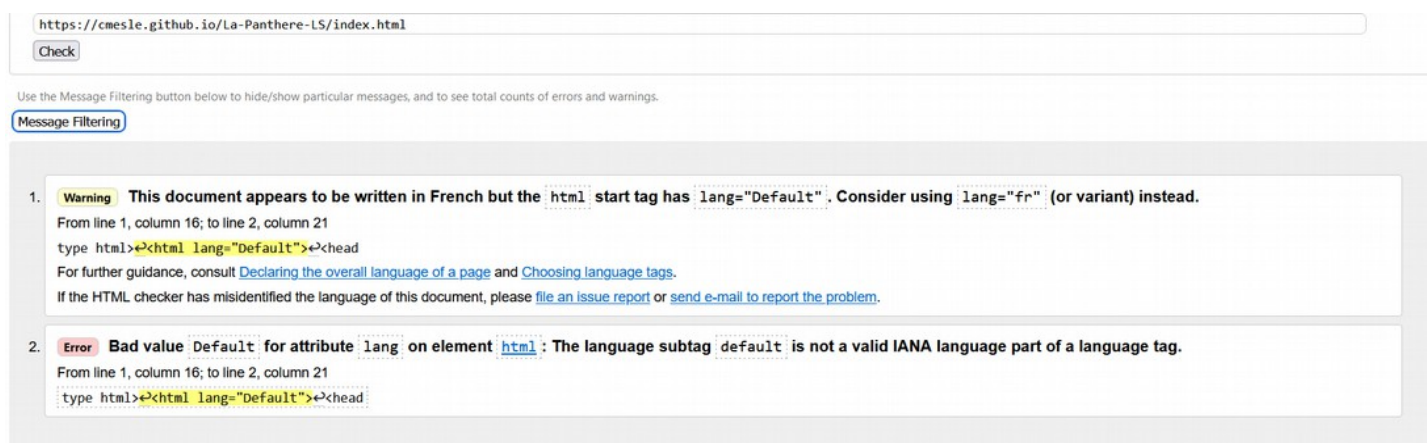 https://cmesle.github.io/La-Panthere-LS/index.html
Check
Use the Message Filtering button below to hide/show particular messages, and to see total counts of errors and warnings.
Message Filtering
1. Warning This document appears to be written in French but the html start tag has lang="Default". Consider using lang="fr" (or variant) instead.
From line 1, column 16; to line 2, column 21
type html>↩<html lang="Default">↩<head
For further guidance, consult Declaring the overall language of a page and Choosing language tags.
If the HTML checker has misidentified the language of this document, please file an issue report or send e-mail to report the problem.
2. Error Bad value Default for attribute lang on element html: The language subtag default is not a valid IANA language part of a language tag.
From line 1, column 16; to line 2, column 21
type html>↩<html lang="Default">↩<head